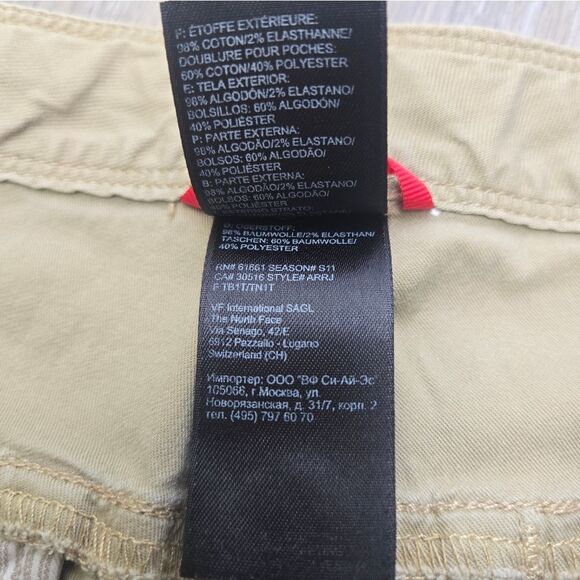 F: ÉTOFFE EXTÉRIEURE:
98% COTON/2% ELASTHANNE/
DOUBLURE POUR POCHES:
60% COTON/40% POLYESTER
E: TELA EXTERIOR:
98% ALGODÓN/2% ELASTANO/
BOLSILLOS: 60% ALGODÓN/
40% POLIÉSTER
P: PARTE EXTERNA:
98% ALGODÃO/2% ELASTANO/
BOLSOS: 60% ALGODÃO/
40% POLIÉSTER
B: PARTE EXTERNA:
98% ALGODÃO/2% ELASTANO/
BOLSOS: 60% ALGODÃO/
40% POLIÉSTER
STRATO:
D: OBERSTOFF:
98% BAUMWOLLE/2% ELASTHAN/
TASCHEN: 60% BAUMWOLLE/
40% POLYESTER
RN# 61661 SEASON# S11
CA# 30516 STYLE# ARRJ
F TB1T/TN1T
VF International SAGL
The North Face
Via Senago, 42/E
6912 Pazzallo - Lugano
Switzerland (CH)
Импортер: ООО "ВФ Си-Ай-Эс"
105066, г.Москва, ул.
Новорязанская, д. 31/7, корп. 2
тел. (495) 797 60 70